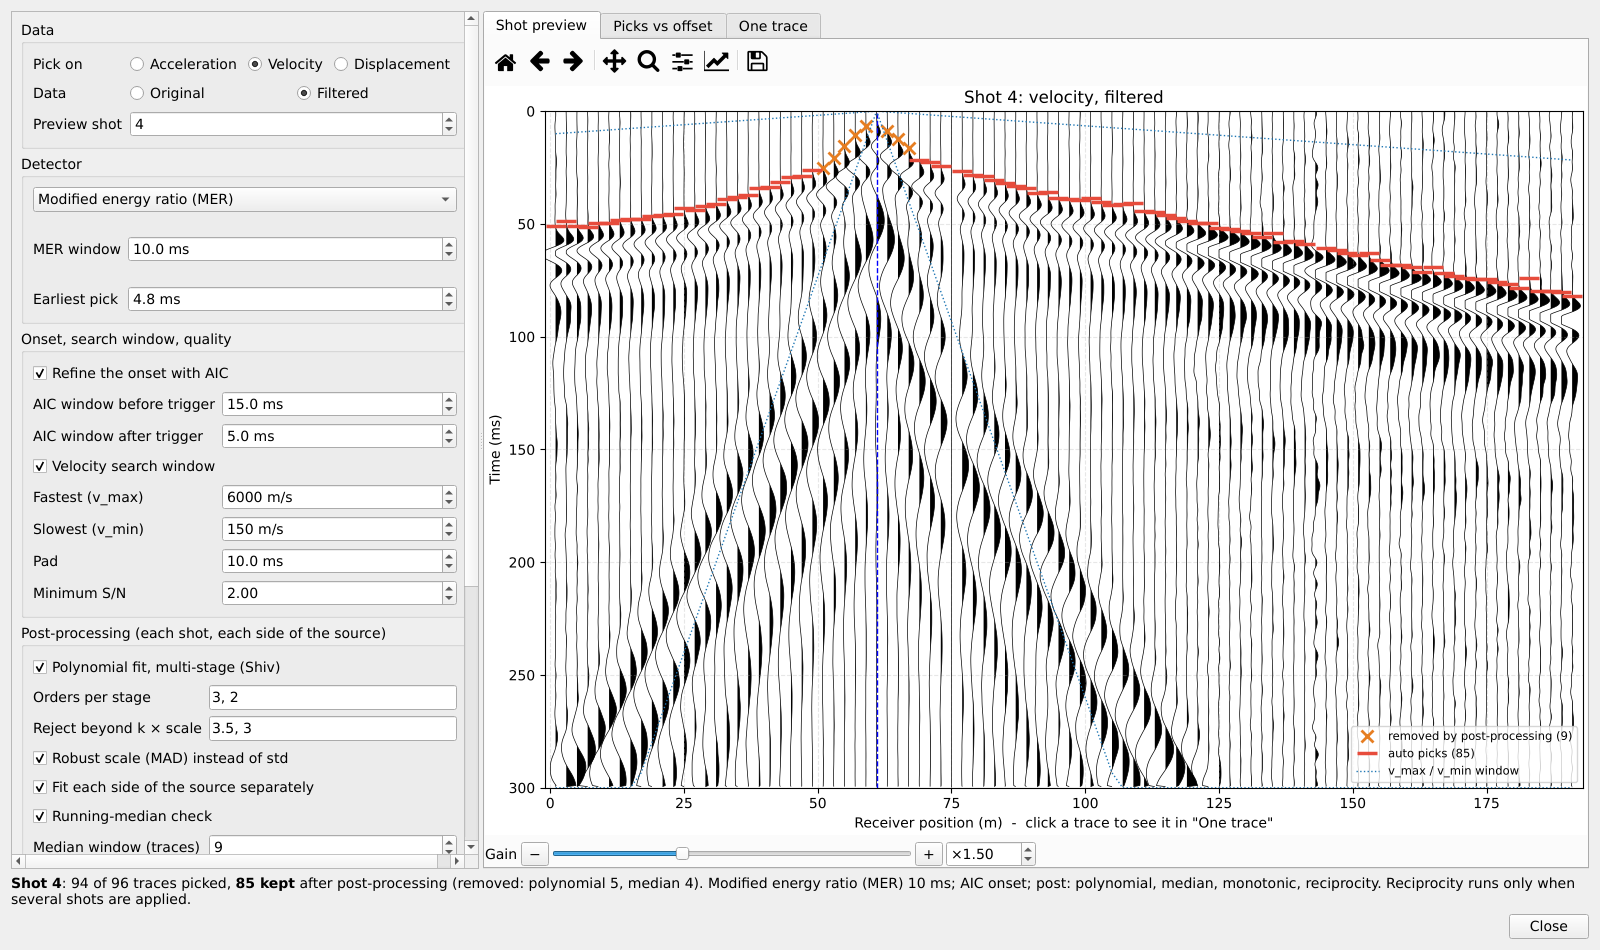 Data
Pick on Acceleration Velocity Displacement
Data Original Filtered
Preview shot 4
Detector
Modified energy ratio (MER)
MER window 10.0 ms
Earliest pick 4.8 ms
Onset, search window, quality
Refine the onset with AIC
AIC window before trigger 15.0 ms
AIC window after trigger 5.0 ms
Velocity search window
Fastest (v_max) 6000 m/s
Slowest (v_min) 150 m/s
Pad 10.0 ms
Minimum S/N 2.00
Post-processing (each shot, each side of the source)
Polynomial fit, multi-stage (Shiv)
Orders per stage 3, 2
Reject beyond k × scale 3.5, 3
Robust scale (MAD) instead of std
Fit each side of the source separately
Running-median check
Median window (traces) 9
Shot preview Picks vs offset One trace
Shot 4: velocity, filtered
0
50
100
150
200
250
300
Time (ms)
removed by post-processing (9)
auto picks (85)
v_max / v_min window
0 25 50 75 100 125 150 175
Receiver position (m) - click a trace to see it in "One trace"
Gain − + ×1.50
Shot 4: 94 of 96 traces picked, 85 kept after post-processing (removed: polynomial 5, median 4). Modified energy ratio (MER) 10 ms; AIC onset; post: polynomial, median, monotonic, reciprocity. Reciprocity runs only when
several shots are applied.
Close